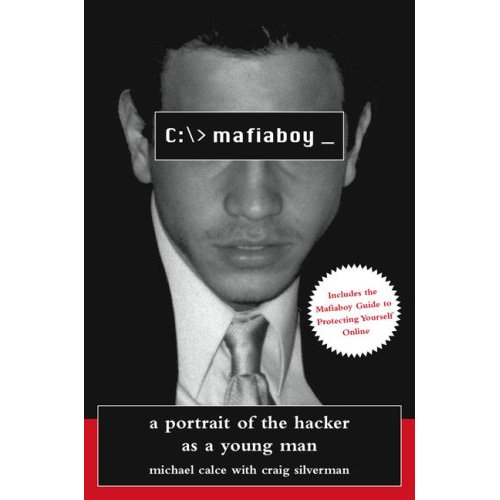 C:\> mafiaboy _
Includes the
Mafiaboy Guide to
Protecting Yourself
Online
a portrait of the hacker
as a young man
michael calce with craig silverman